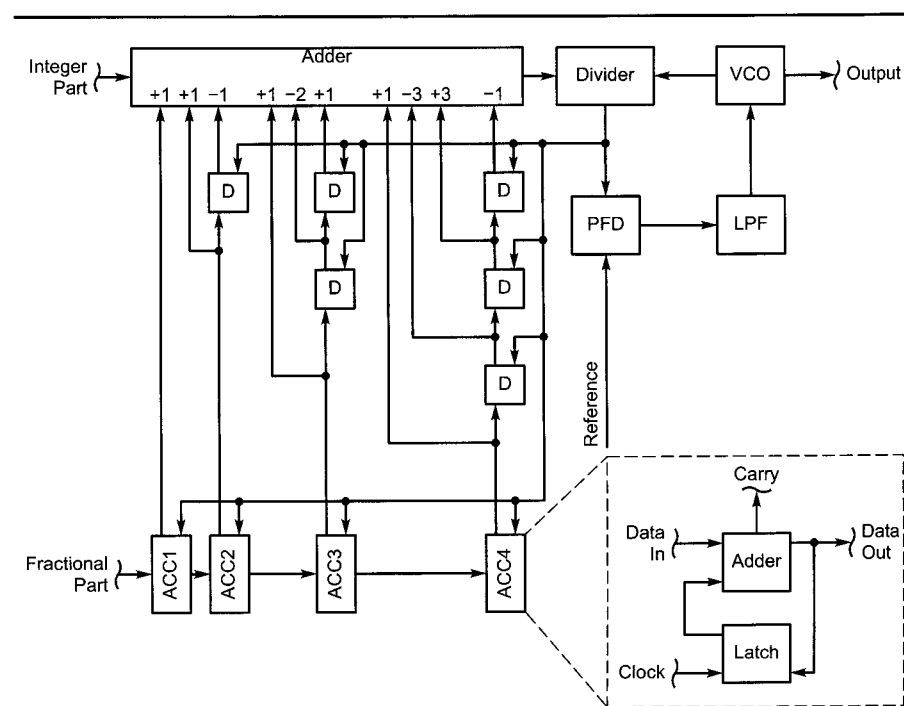 Adder
Integer
Part
+1 +1 −1 +1 −2 +1 +1 −3 +3 −1
Divider
VCO
Output
D
D
D
PFD
LPF
D
D
D
Reference
Fractional
Part
ACC1
ACC2
ACC3
ACC4
Carry
Data
In
Adder
Data
Out
Latch
Clock